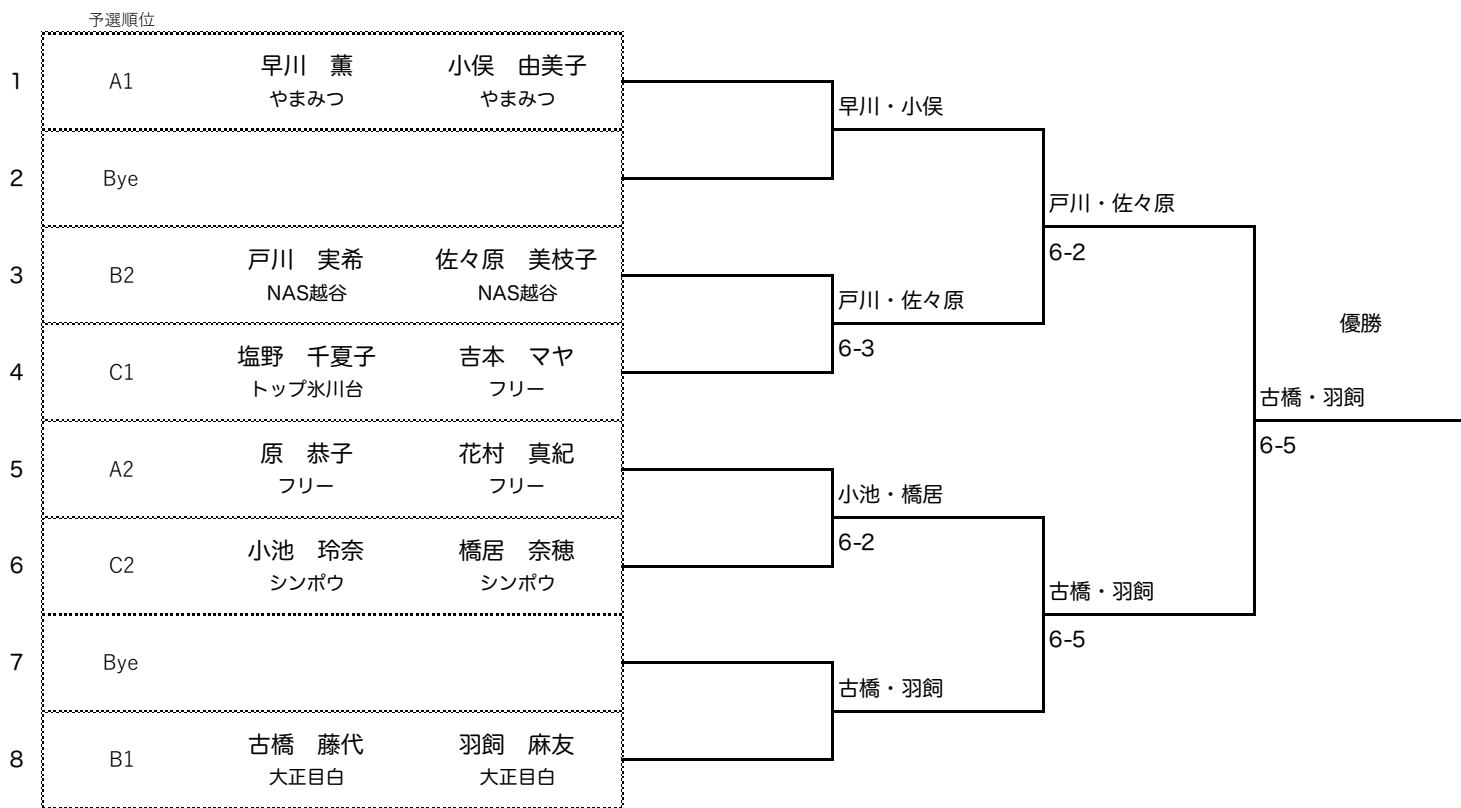 予選順位
1 A1 早川　薫 小俣　由美子
やまみつ やまみつ
早川・小俣
2 Bye
戸川・佐々原
6-2
3 B2 戸川　実希 佐々原　美枝子
NAS越谷 NAS越谷
戸川・佐々原
6-3
優勝
4 C1 塩野　千夏子 吉本　マヤ
トップ氷川台 フリー
古橋・羽飼
6-5
5 A2 原　恭子 花村　真紀
フリー フリー
小池・橋居
6-2
6 C2 小池　玲奈 橋居　奈穂
シンポウ シンポウ
古橋・羽飼
6-5
7 Bye
古橋・羽飼
8 B1 古橋　藤代 羽飼　麻友
大正目白 大正目白